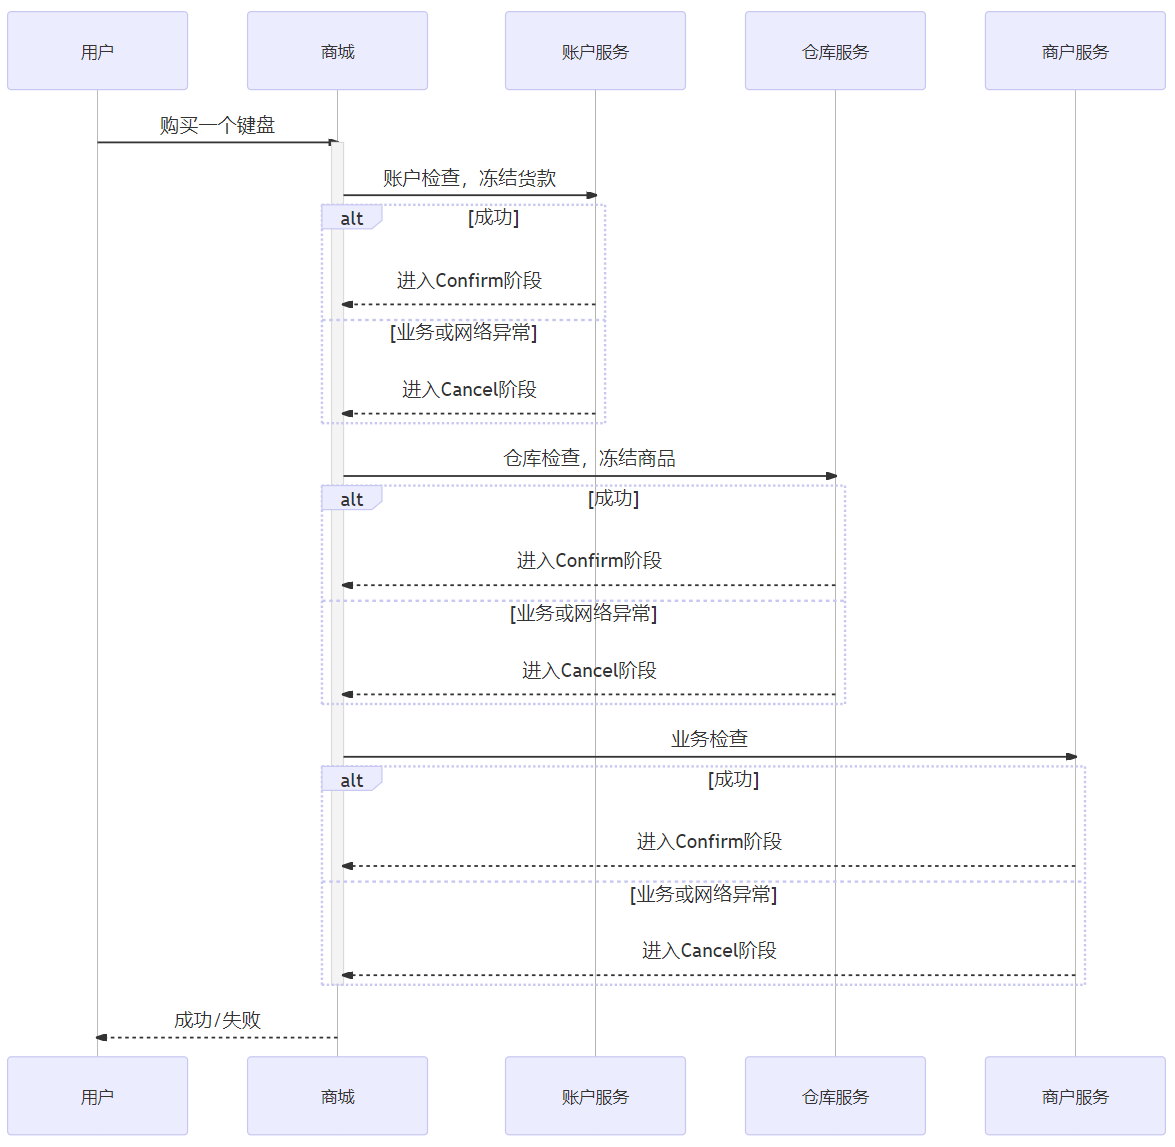 用户
商城
账户服务
仓库服务
商户服务
购买一个键盘
账户检查，冻结货款
alt
[成功]
进入Confirm阶段
[业务或网络异常]
进入Cancel阶段
仓库检查，冻结商品
alt
[成功]
进入Confirm阶段
[业务或网络异常]
进入Cancel阶段
业务检查
alt
[成功]
进入Confirm阶段
[业务或网络异常]
进入Cancel阶段
成功/失败
用户
商城
账户服务
仓库服务
商户服务